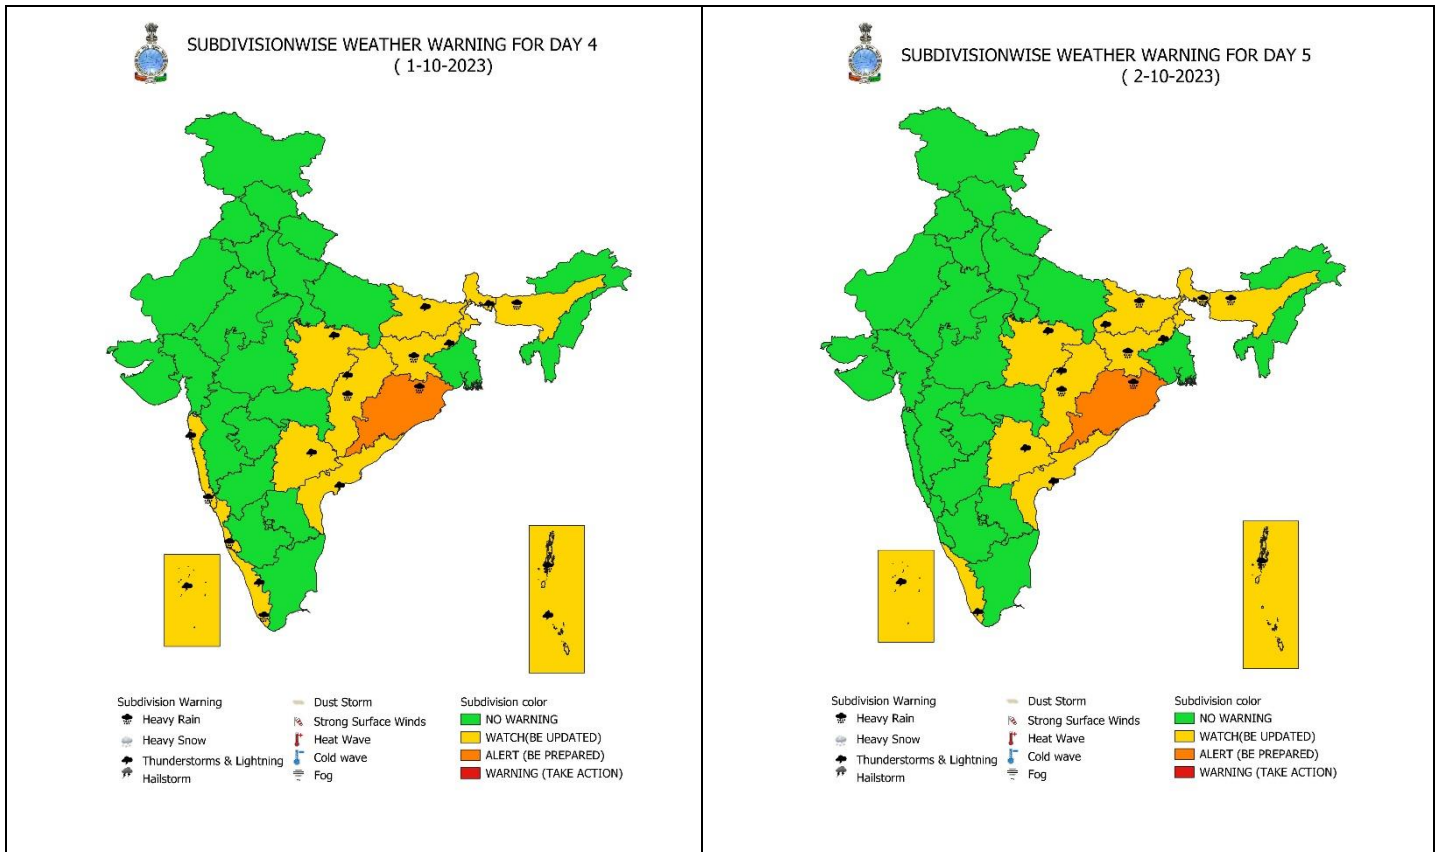 SUBDIVISIONWISE WEATHER WARNING FOR DAY 4
( 1-10-2023)
Subdivision Warning
Heavy Rain
Heavy Snow
Thunderstorms & Lightning
Hailstorm
Dust Storm
Strong Surface Winds
Heat Wave
Cold wave
Fog
Subdivision color
NO WARNING
WATCH(BE UPDATED)
ALERT (BE PREPARED)
WARNING (TAKE ACTION)
SUBDIVISIONWISE WEATHER WARNING FOR DAY 5
( 2-10-2023)
Subdivision Warning
Heavy Rain
Heavy Snow
Thunderstorms & Lightning
Hailstorm
Dust Storm
Strong Surface Winds
Heat Wave
Cold wave
Fog
Subdivision color
NO WARNING
WATCH(BE UPDATED)
ALERT (BE PREPARED)
WARNING (TAKE ACTION)